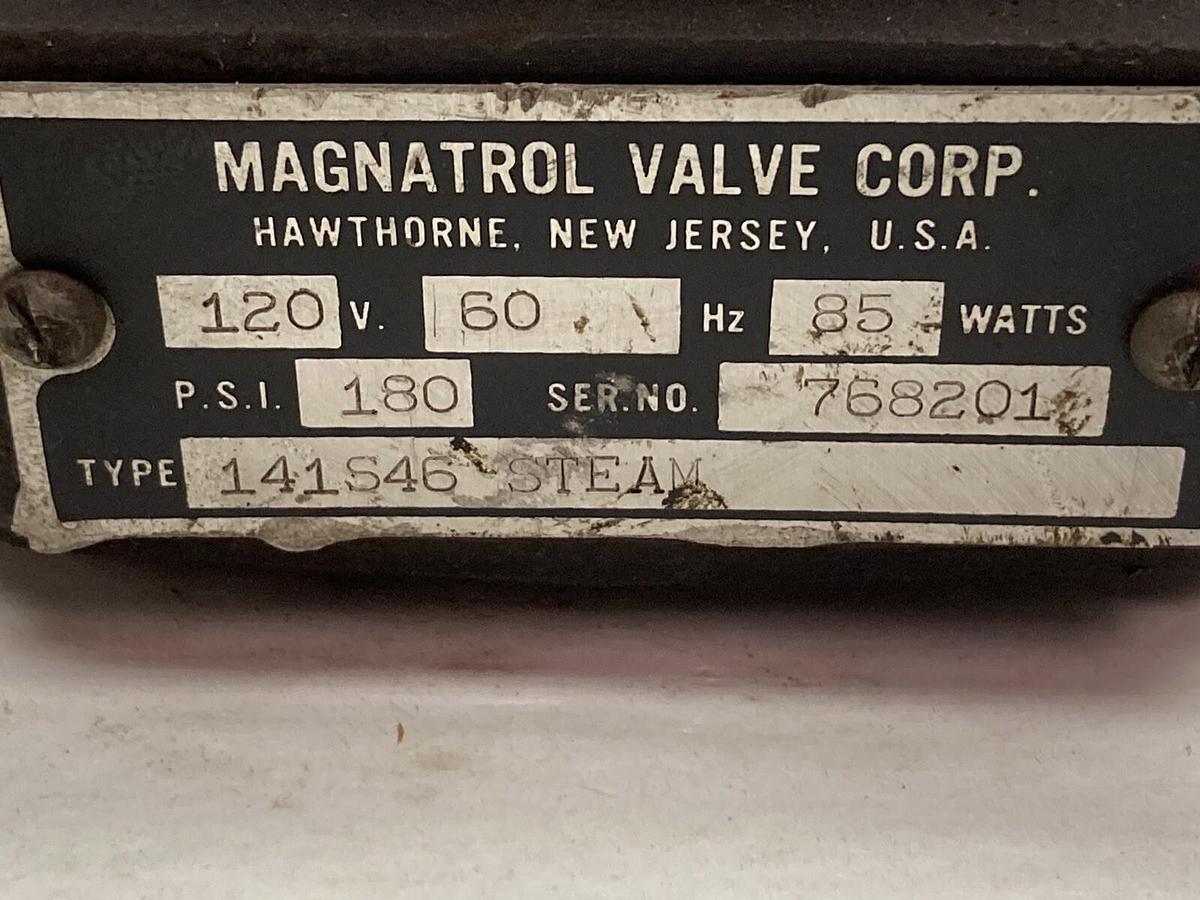 MAGNATROL VALVE CORP.
HAWTHORNE, NEW JERSEY, U.S.A.
120 V. 60 Hz 85 WATTS
P.S.I. 180 SER.NO. 768201
TYPE 141S46 STEAM